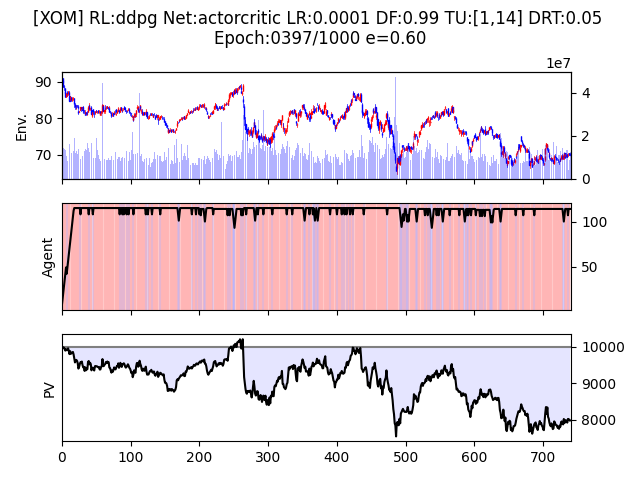 [XOM] RL:ddpg Net:actorcritic LR:0.0001 DF:0.99 TU:[1,14] DRT:0.05
Epoch:0397/1000 e=0.60
1e7
90
80
70
Env.
4
2
0
Agent
100
50
PV
10000
9000
8000
0 100 200 300 400 500 600 700